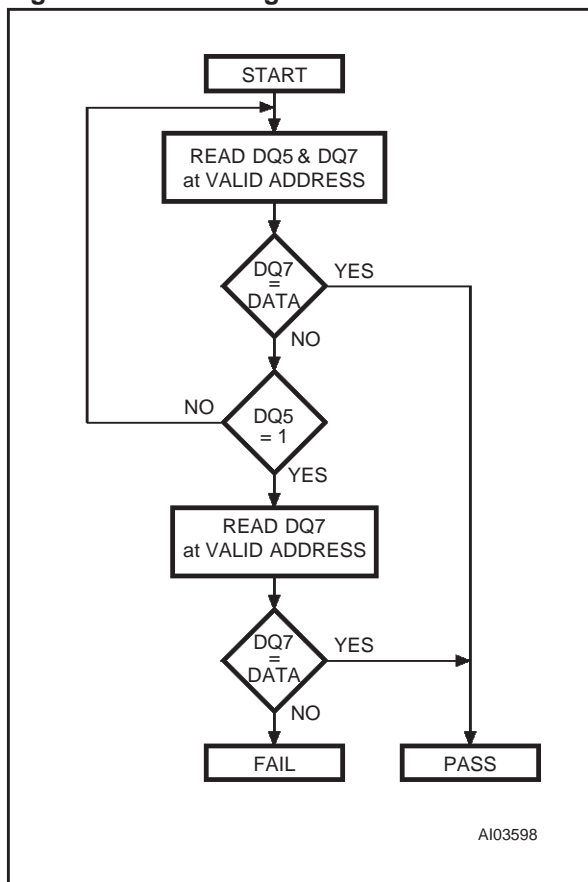 START
READ DQ5 & DQ7
at VALID ADDRESS
DQ7
=
DATA
YES
NO
NO
DQ5
= 1
YES
READ DQ7
at VALID ADDRESS
DQ7
=
DATA
YES
NO
FAIL
PASS
AI03598